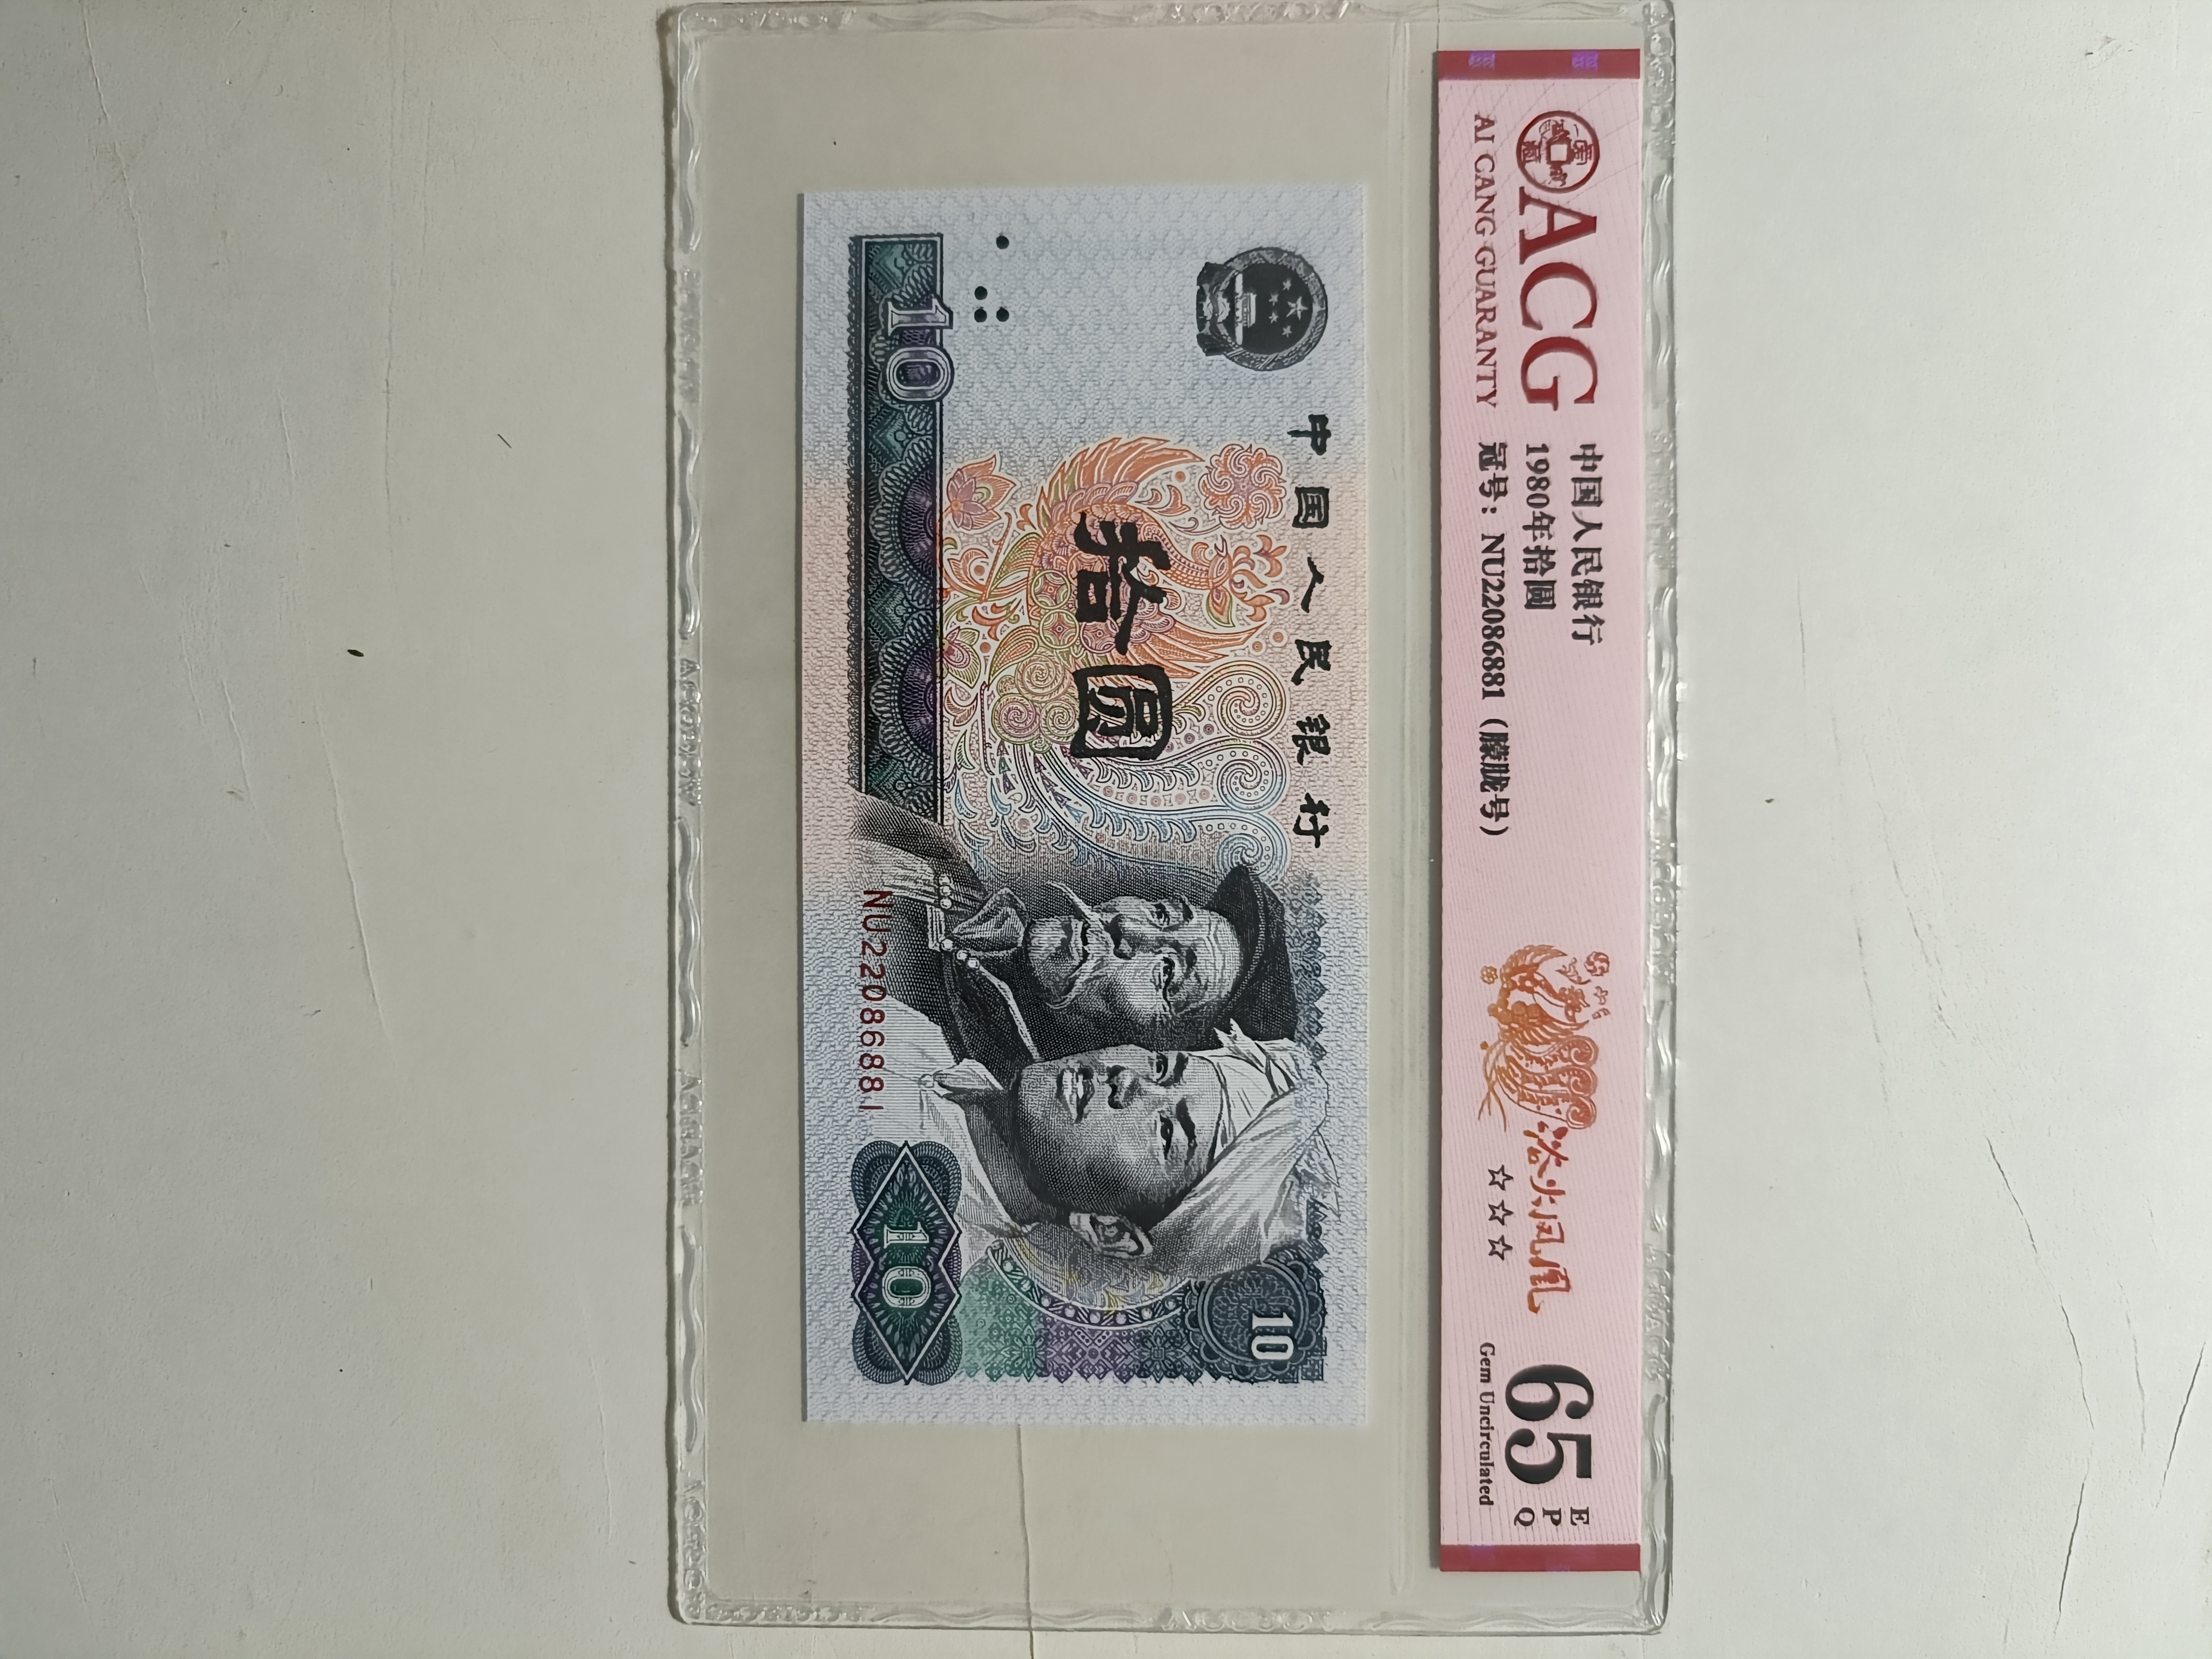 ACG
AI CANG GUARANTY
中国人民银行
1980年拾圆
冠号：NU22086881（朦胧号）
浴火凤凰
☆☆☆
65
E
P
Q
Gem Uncirculated
中国人民银行
拾圆
10
NU22086881
10
10